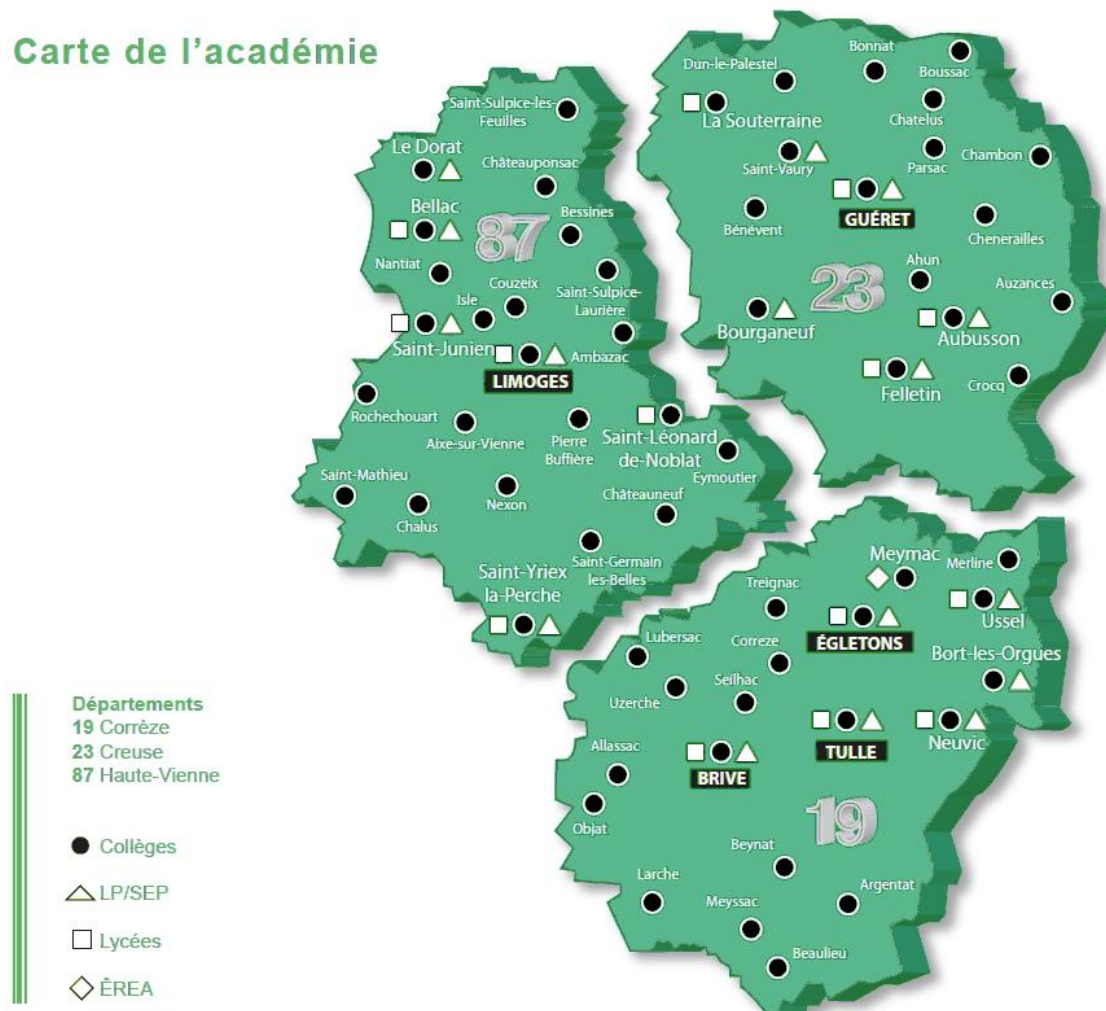 Carte de l'académie
Saint-Sulpice-les-
Feuilles
Le Dorat
Châteauponsac
Bellac
Bessines
87
Nantiat
Couzeix
Isle
Saint-Sulpice-
Laurière
Saint-Junien
Ambazac
LIMOGES
Rochechouart
Aixe-sur-Vienne
Pierre
Buffière
Saint-Léonard
de-Noblat
Eymoutier
Saint-Mathieu
Chalus
Nexon
Châteauneuf
Saint-Germain
les-Belles
Saint-Yriex
la-Perche
Bonnat
Boussac
Dun-le-Palestel
La Souterraine
Chatelus
Saint-Vaury
Parsac
Chambon
GUÉRET
Bénévent
Chenerailles
Ahun
23
Auzances
Bourganeuf
Aubusson
Felletin
Crocq
Meymac
Merline
Treignac
Ussel
ÉGLETONS
Lubersac
Correze
Bort-les-Orgues
Seilhac
Uzerche
Allassac
BRIVE
TULLE
Neuvic
19
Objat
Beynat
Larche
Argentat
Meyssac
Beaulieu
Départements
19 Corrèze
23 Creuse
87 Haute-Vienne
Collèges
LP/SEP
Lycées
ÉREA